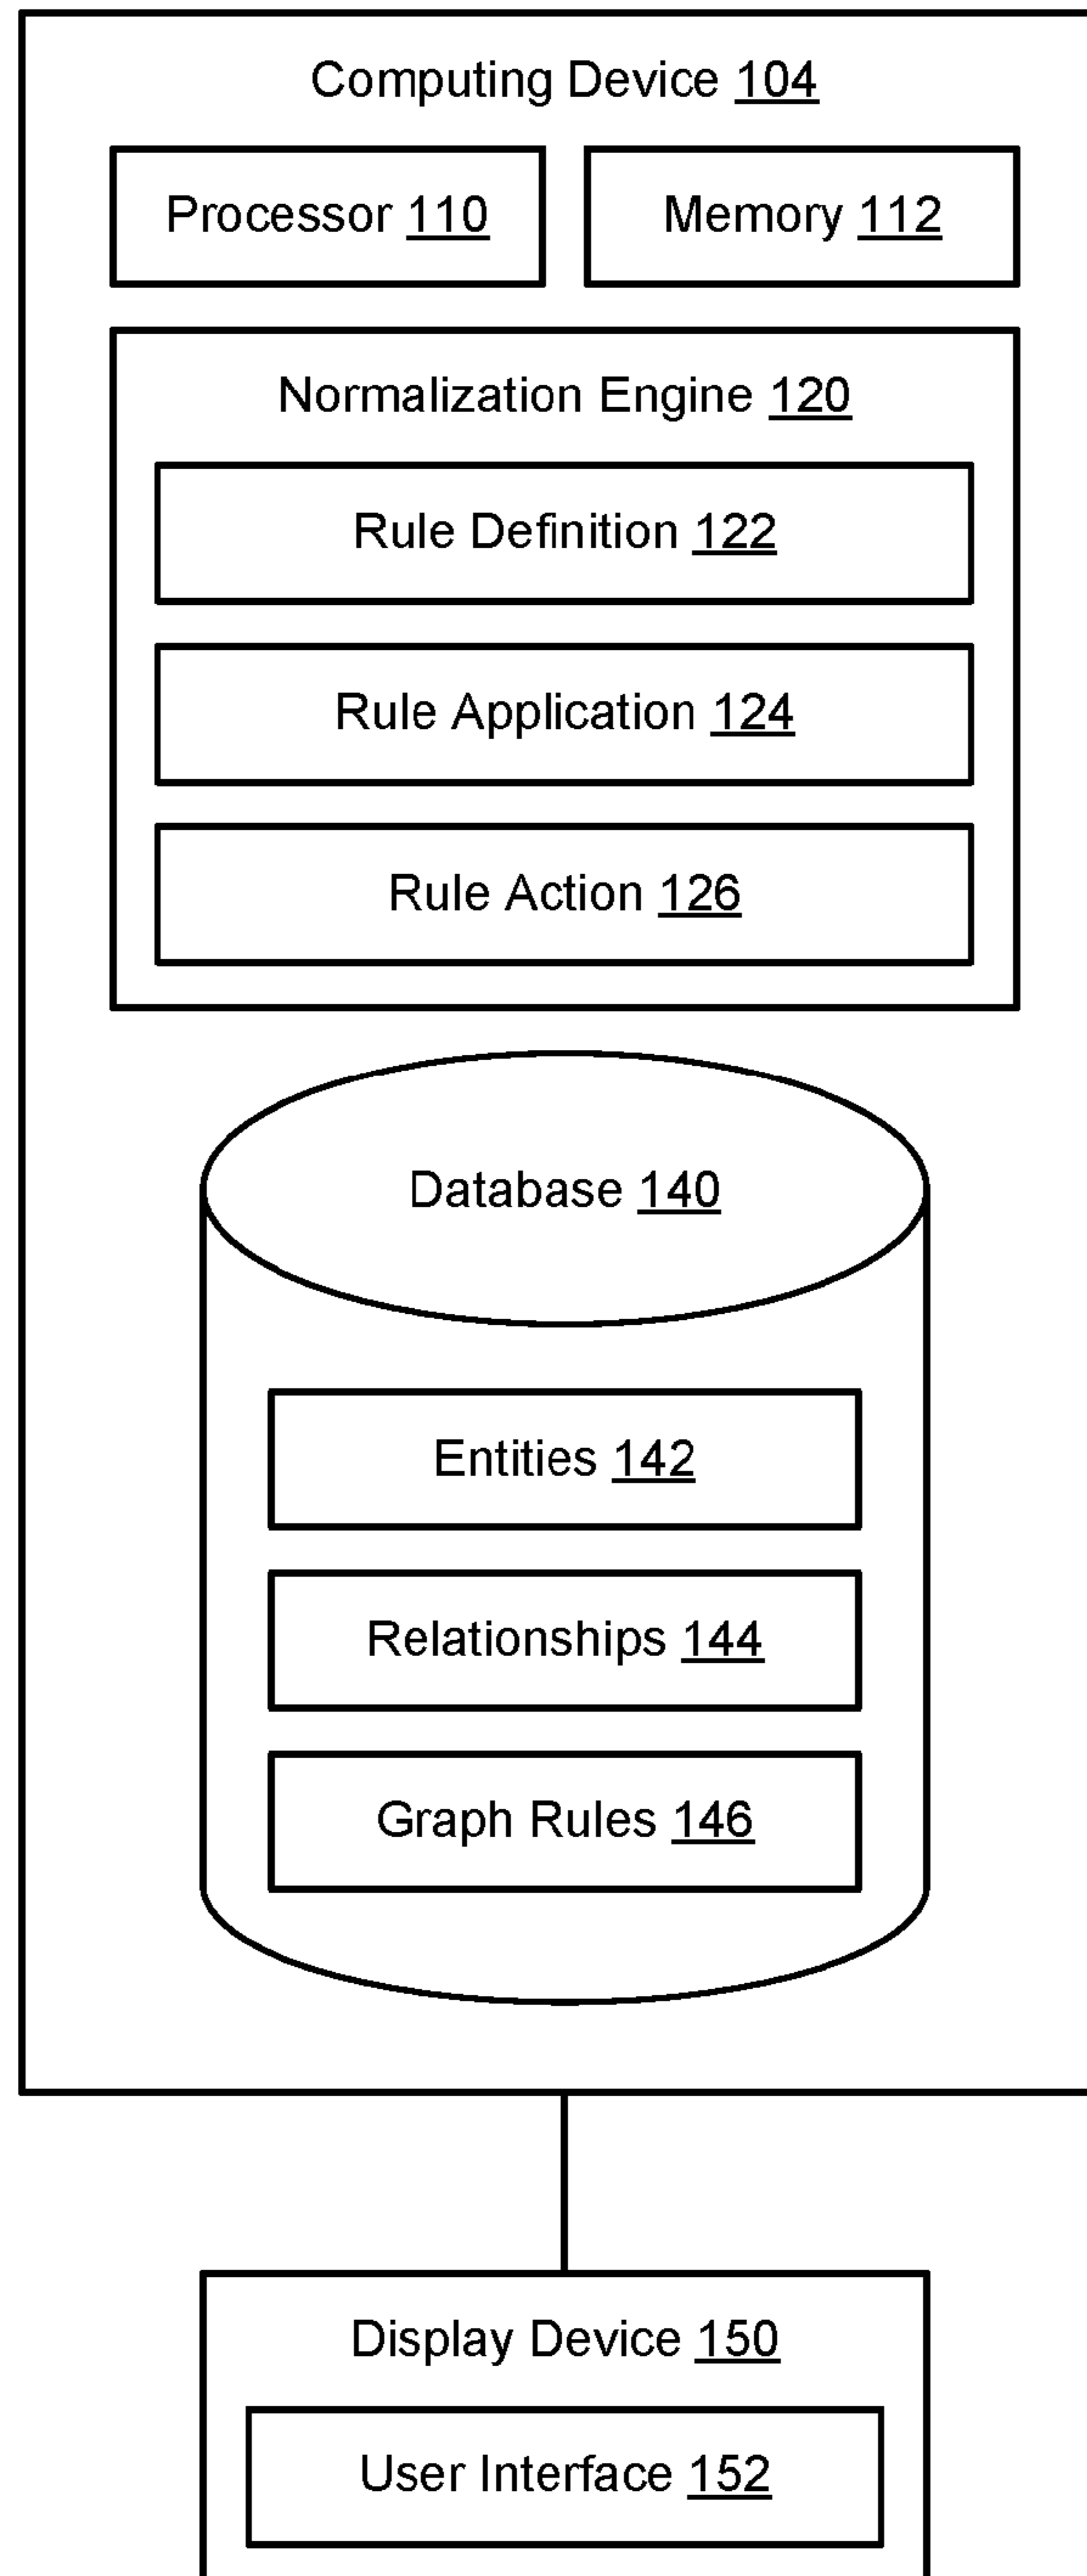 Computing Device 104
Processor 110
Memory 112
Normalization Engine 120
Rule Definition 122
Rule Application 124
Rule Action 126
Database 140
Entities 142
Relationships 144
Graph Rules 146
Display Device 150
User Interface 152